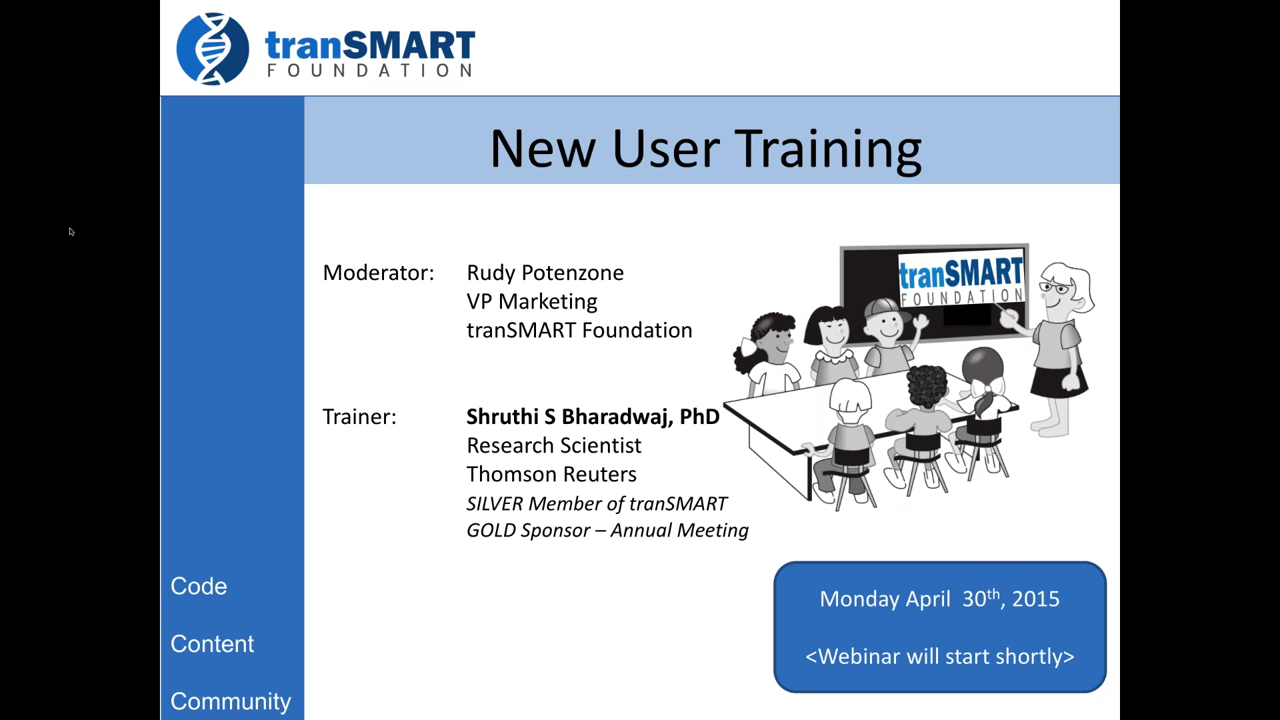 tranSMART
FOUNDATION
New User Training
Moderator: Rudy Potenzone
VP Marketing
tranSMART Foundation
tranSMART
FOUNDATION
Trainer: Shruthi S Bharadwaj, PhD
Research Scientist
Thomson Reuters
SILVER Member of tranSMART
GOLD Sponsor – Annual Meeting
Code
Content
Community
Monday April 30th, 2015
<Webinar will start shortly>